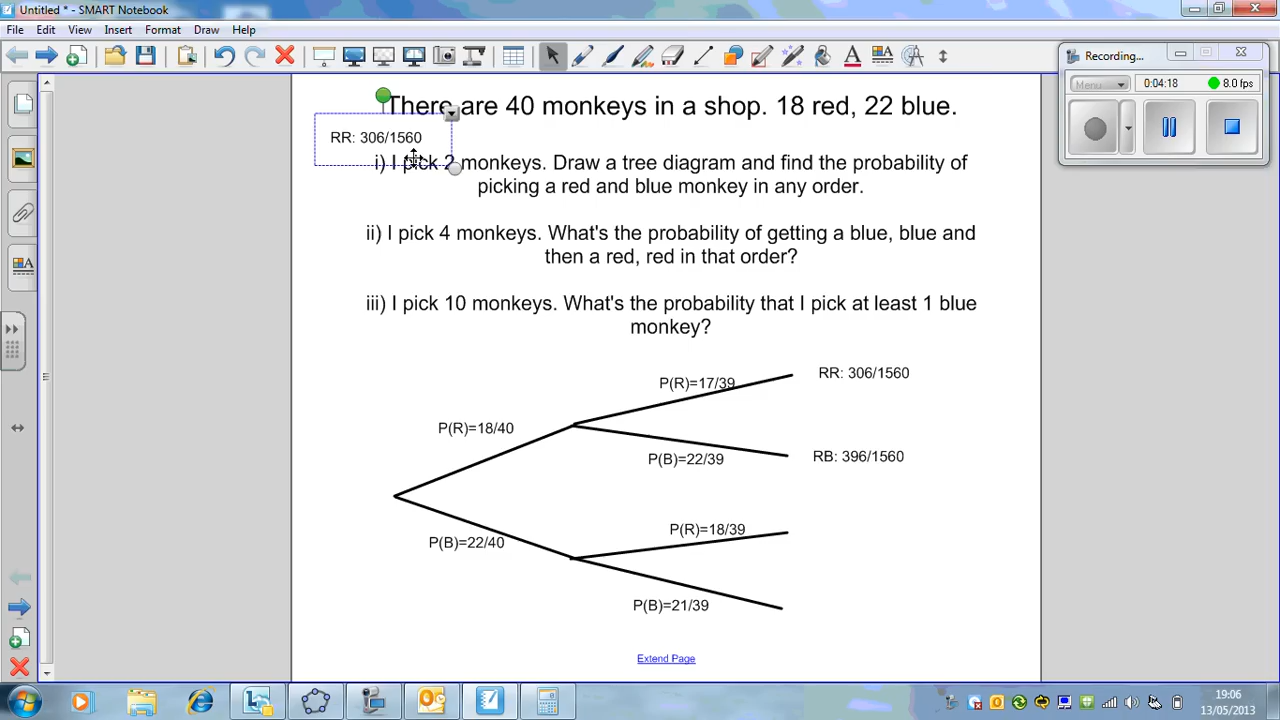 Untitled * - SMART Notebook
File Edit View Insert Format Draw Help
Recording...
Menu
0:04:18
8.0 fps
There are 40 monkeys in a shop. 18 red, 22 blue.
RR: 306/1560
i) I pick 2 monkeys. Draw a tree diagram and find the probability of
picking a red and blue monkey in any order.
ii) I pick 4 monkeys. What's the probability of getting a blue, blue and
then a red, red in that order?
iii) I pick 10 monkeys. What's the probability that I pick at least 1 blue
monkey?
P(R)=17/39
RR: 306/1560
P(R)=18/40
P(B)=22/39
RB: 396/1560
P(R)=18/39
P(B)=22/40
P(B)=21/39
Extend Page
19:06
13/05/2013